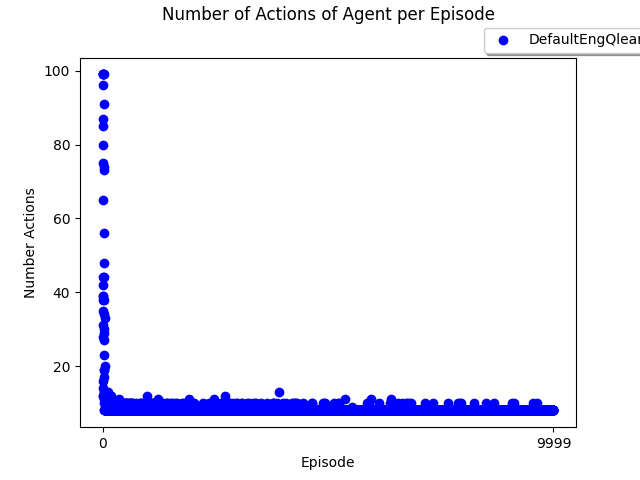 Number of Actions of Agent per Episode
DefaultEngQlear
100
80
60
40
20
Number Actions
0
9999
Episode